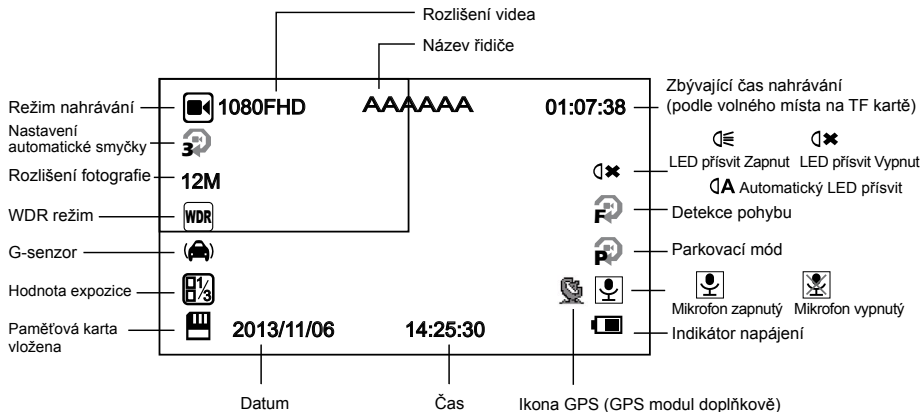 Rozlišení videa
Název řidiče
Režim nahrávání
1080FHD
AAAAAA
01:07:38
Zbývající čas nahrávání
(podle volného místa na TF kartě)
Nastavení
automatické smyčky
3
LED přísvit Zapnut
LED přísvit Vypnut
Rozlišení fotografie
12M
A Automatický LED přísvit
WDR režim
WDR
F
Detekce pohybu
G-senzor
P
Parkovací mód
Hodnota expozice
1/3
Mikrofon zapnutý
Mikrofon vypnutý
Paměťová karta
vložena
2013/11/06
14:25:30
Indikátor napájení
Datum
Čas
Ikona GPS (GPS modul doplňkově)